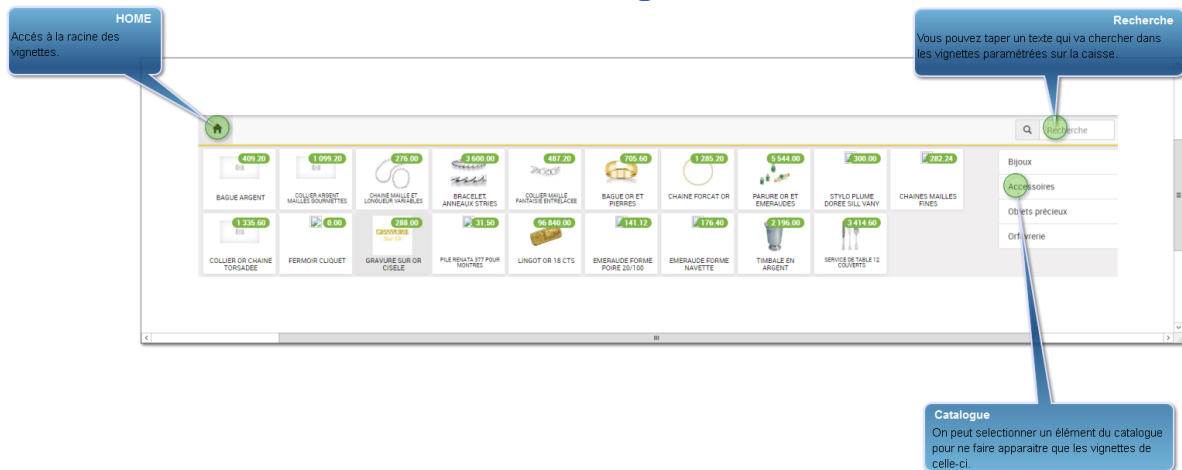 HOME
Accés à la racine des
vignettes.
Recherche
Vous pouvez taper un texte qui va chercher dans
les vignettes paramétrées sur la caisse.
Recherche
409.20
1 099.20
276.00
3 600.00
487.20
705.60
1 285.20
5 544.00
300.00
282.24
BAGUE ARGENT
COLLIER ARGENT
MAILLES GOURMETTES
CHAINE MAILLE ET
LONGUEUR VARIABLES
BRACELET
ANNEAUX STRIES
COLLIER MAILLE
FANTAISIE ENTRELACEE
BAGUE OR ET
PIERRES
CHAINE FORCAT OR
PARURE OR ET
EMERAUDES
STYLO PLUME
DOREE SILL VANY
CHAINES MAILLES
FINES
1 335.60
0.00
288.00
31.50
96 840.00
141.12
176.40
2 196.00
3 414.60
GRAVURE
COLLIER OR CHAINE
TORSADEE
FERMOIR CLIQUET
GRAVURE SUR OR
CISELE
PILE RENATA 377 POUR
MONTRES
LINGOT OR 18 CTS
EMERAUDE FORME
POIRE 20/100
EMERAUDE FORME
NAVETTE
TIMBALE EN
ARGENT
SERVICE DE TABLE 12
COUVERTS
Bijoux
Accessoires
Objets précieux
Orfèvrerie
Catalogue
On peut selectionner un élément du catalogue
pour ne faire apparaitre que les vignettes de
celle-ci.